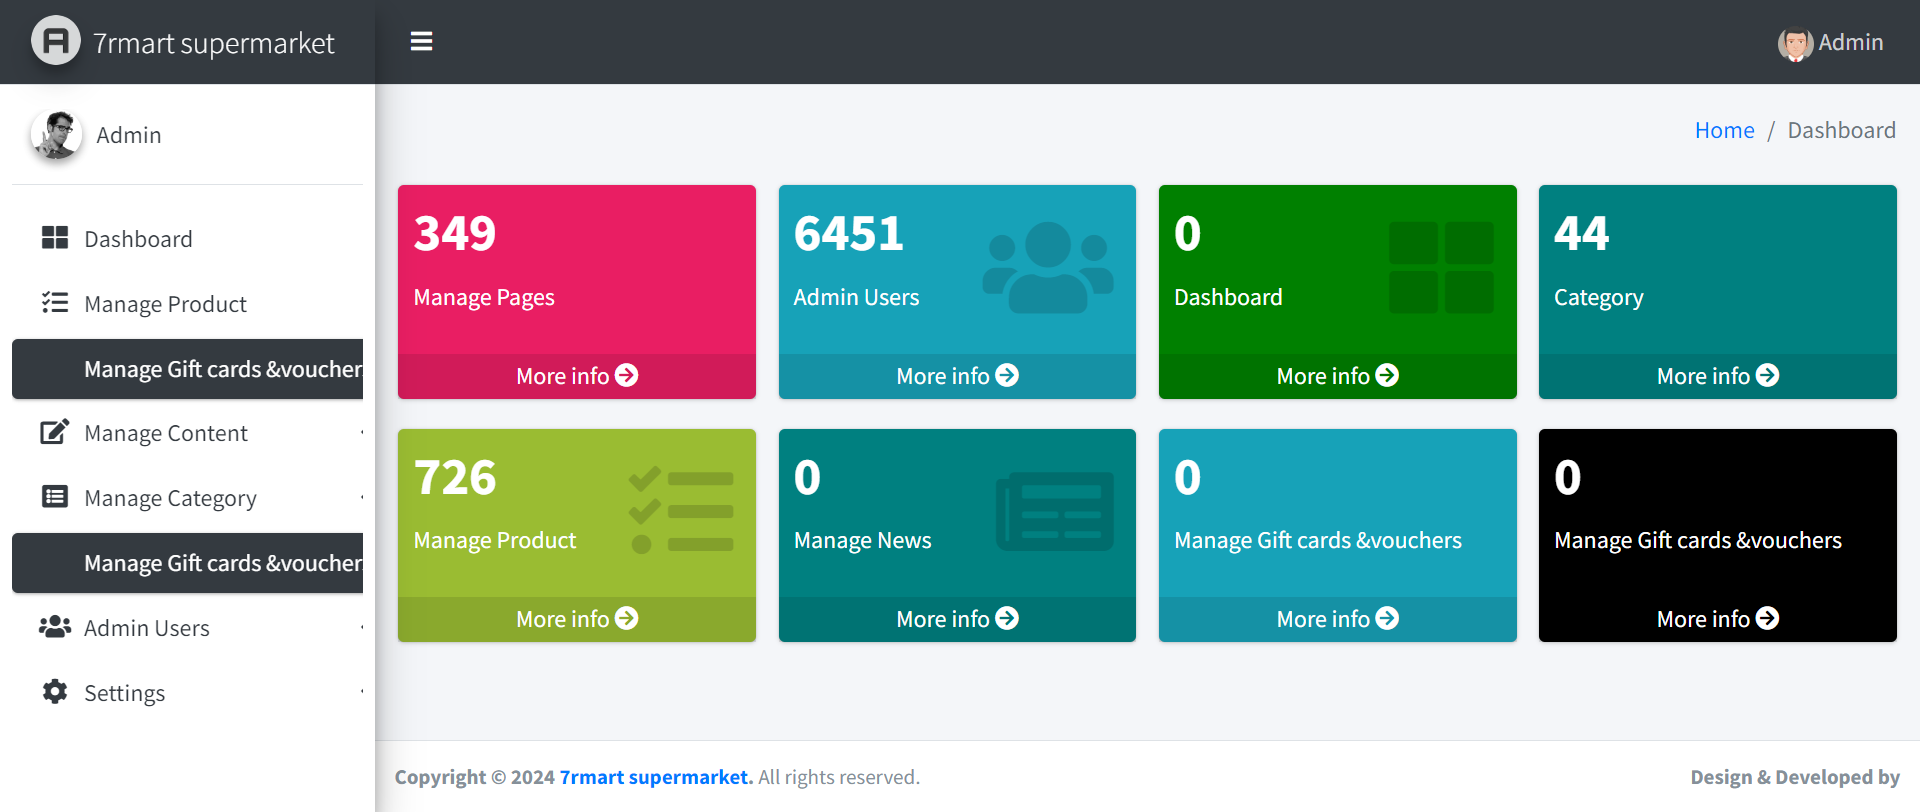 7rmart supermarket
Admin
Admin
Home / Dashboard
Dashboard
Manage Product
Manage Gift cards &voucher
Manage Content
Manage Category
Manage Gift cards &voucher
Admin Users
Settings
349
Manage Pages
More info
6451
Admin Users
More info
0
Dashboard
More info
44
Category
More info
726
Manage Product
More info
0
Manage News
More info
0
Manage Gift cards &vouchers
More info
0
Manage Gift cards &vouchers
More info
Copyright © 2024 7rmart supermarket. All rights reserved.
Design & Developed by